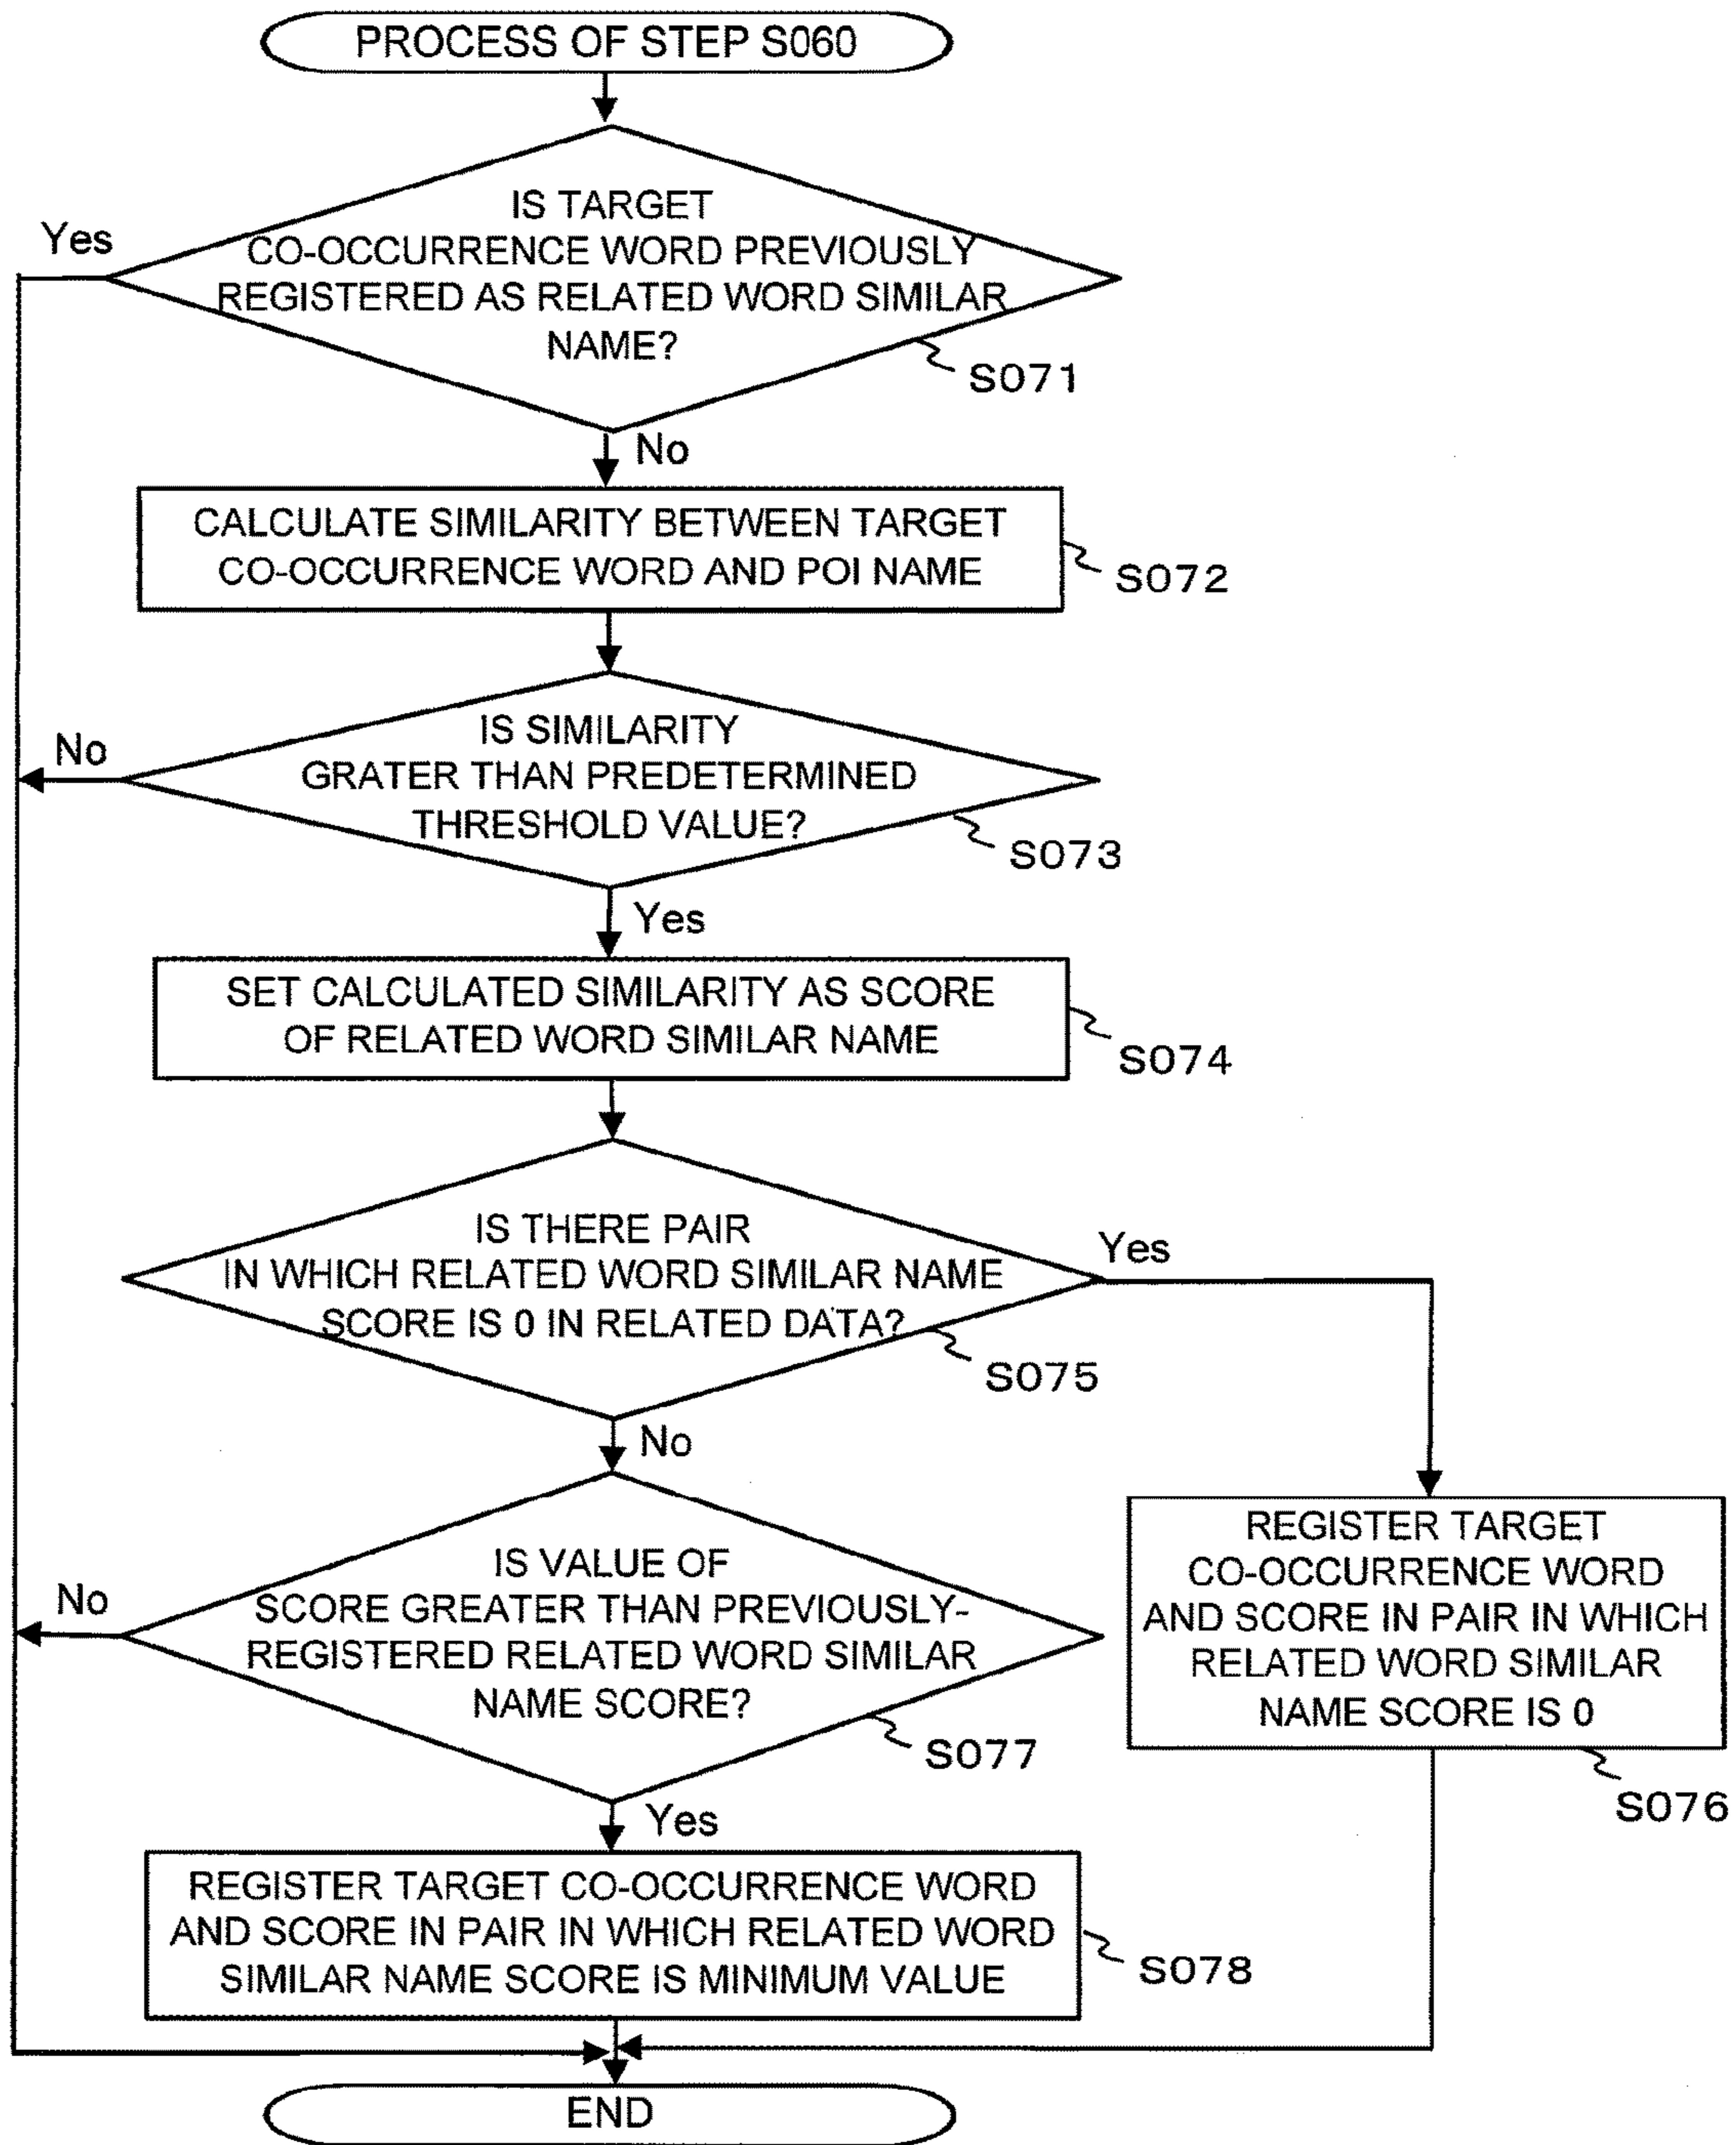 PROCESS OF STEP S060
IS TARGET
CO-OCCURRENCE WORD PREVIOUSLY
REGISTERED AS RELATED WORD SIMILAR
NAME?
Yes
S071
No
CALCULATE SIMILARITY BETWEEN TARGET
CO-OCCURRENCE WORD AND POI NAME
S072
IS SIMILARITY
GRATER THAN PREDETERMINED
THRESHOLD VALUE?
No
S073
Yes
SET CALCULATED SIMILARITY AS SCORE
OF RELATED WORD SIMILAR NAME
S074
IS THERE PAIR
IN WHICH RELATED WORD SIMILAR NAME
SCORE IS 0 IN RELATED DATA?
Yes
S075
No
IS VALUE OF
SCORE GREATER THAN PREVIOUSLY-
REGISTERED RELATED WORD SIMILAR
NAME SCORE?
No
S077
REGISTER TARGET
CO-OCCURRENCE WORD
AND SCORE IN PAIR IN WHICH
RELATED WORD SIMILAR
NAME SCORE IS 0
S076
Yes
REGISTER TARGET CO-OCCURRENCE WORD
AND SCORE IN PAIR IN WHICH RELATED WORD
SIMILAR NAME SCORE IS MINIMUM VALUE
S078
END